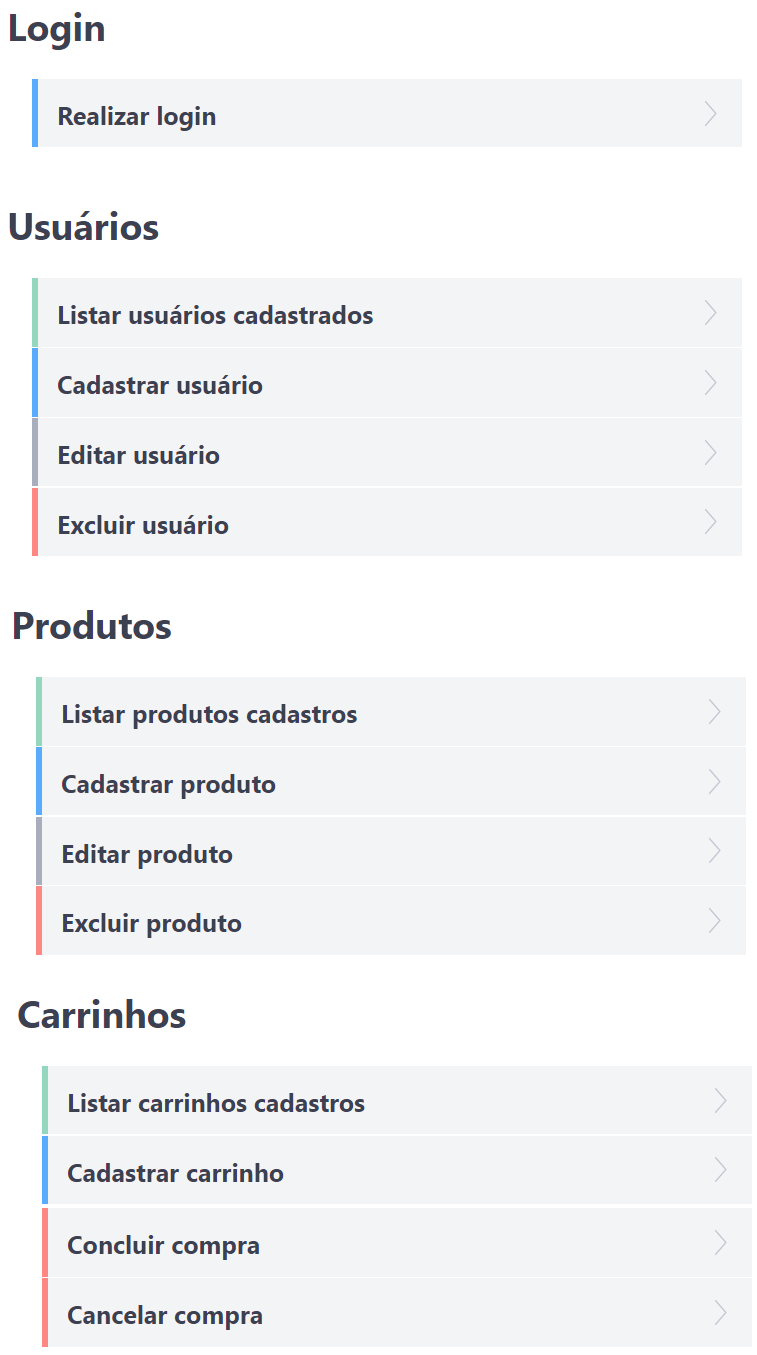 Login
Realizar login
Usuários
Listar usuários cadastrados
Cadastrar usuário
Editar usuário
Excluir usuário
Produtos
Listar produtos cadastros
Cadastrar produto
Editar produto
Excluir produto
Carrinhos
Listar carrinhos cadastros
Cadastrar carrinho
Concluir compra
Cancelar compra